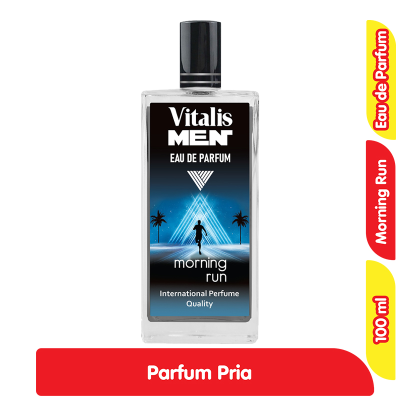 Vitalis
MEN
EAU DE PARFUM
morning
run
International Perfume
Quality
Eau de Parfum
Morning Run
100 ml
Parfum Pria